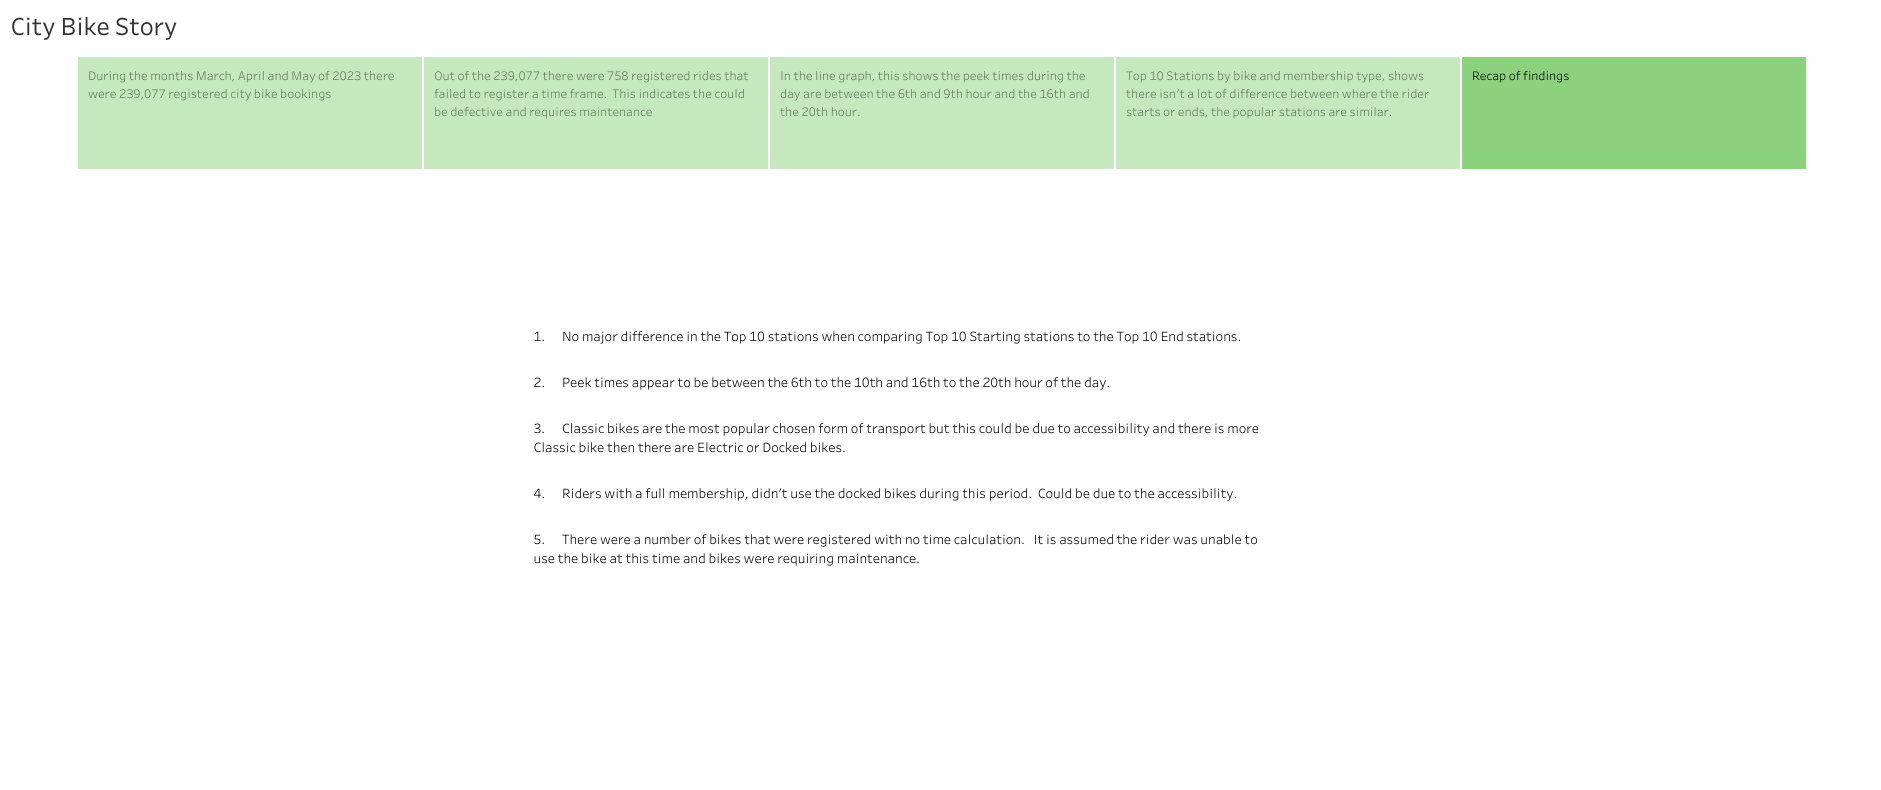 City Bike Story
During the months March, April and May of 2023 there
were 239,077 registered city bike bookings
Out of the 239,077 there were 758 registered rides that
failed to register a time frame.  This indicates the could
be defective and requires maintenance
In the line graph, this shows the peek times during the
day are between the 6th and 9th hour and the 16th and
the 20th hour.
Top 10 Stations by bike and membership type, shows
there isn't a lot of difference between where the rider
starts or ends, the popular stations are similar.
Recap of findings
1. No major difference in the Top 10 stations when comparing Top 10 Starting stations to the Top 10 End stations.
2. Peek times appear to be between the 6th to the 10th and 16th to the 20th hour of the day.
3. Classic bikes are the most popular chosen form of transport but this could be due to accessibility and there is more
Classic bike then there are Electric or Docked bikes.
4. Riders with a full membership, didn't use the docked bikes during this period.  Could be due to the accessibility.
5. There were a number of bikes that were registered with no time calculation.   It is assumed the rider was unable to
use the bike at this time and bikes were requiring maintenance.